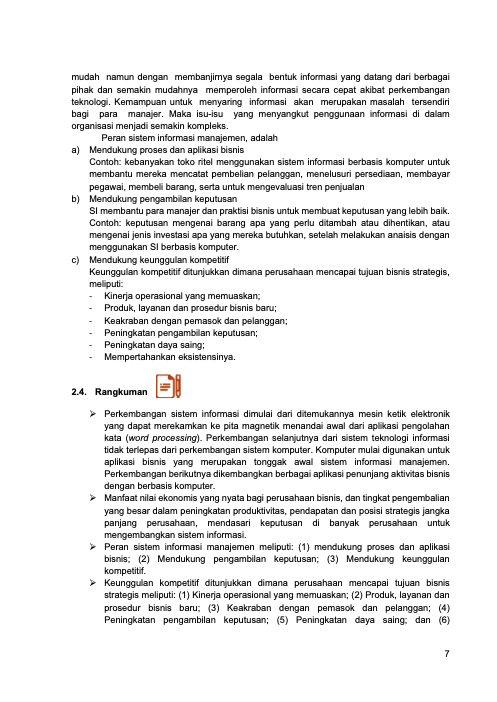 mudah namun dengan membanjirnya segala bentuk informasi yang datang dari berbagai
pihak dan semakin mudahnya memperoleh informasi secara cepat akibat perkembangan
teknologi. Kemampuan untuk menyaring informasi akan merupakan masalah tersendiri
bagi para manajer. Maka isu-isu yang menyangkut penggunaan informasi di dalam
organisasi menjadi semakin kompleks.
Peran sistem informasi manajemen, adalah
a) Mendukung proses dan aplikasi bisnis
Contoh: kebanyakan toko ritel menggunakan sistem informasi berbasis komputer untuk
membantu mereka mencatat pembelian pelanggan, menelusuri persediaan, membayar
pegawai, membeli barang, serta untuk mengevaluasi tren penjualan
b) Mendukung pengambilan keputusan
SI membantu para manajer dan praktisi bisnis untuk membuat keputusan yang lebih baik.
Contoh: keputusan mengenai barang apa yang perlu ditambah atau dihentikan, atau
mengenai jenis investasi apa yang mereka butuhkan, setelah melakukan anaisis dengan
menggunakan SI berbasis komputer.
c) Mendukung keunggulan kompetitif
Keunggulan kompetitif ditunjukkan dimana perusahaan mencapai tujuan bisnis strategis,
meliputi:
- Kinerja operasional yang memuaskan;
- Produk, layanan dan prosedur bisnis baru;
- Keakraban dengan pemasok dan pelanggan;
- Peningkatan pengambilan keputusan;
- Peningkatan daya saing;
- Mempertahankan eksistensinya.
2.4. Rangkuman
➢ Perkembangan sistem informasi dimulai dari ditemukannya mesin ketik elektronik
yang dapat merekamkan ke pita magnetik menandai awal dari aplikasi pengolahan
kata (word processing). Perkembangan selanjutnya dari sistem teknologi informasi
tidak terlepas dari perkembangan sistem komputer. Komputer mulai digunakan untuk
aplikasi bisnis yang merupakan tonggak awal sistem informasi manajemen.
Perkembangan berikutnya dikembangkan berbagai aplikasi penunjang aktivitas bisnis
dengan berbasis komputer.
➢ Manfaat nilai ekonomis yang nyata bagi perusahaan bisnis, dan tingkat pengembalian
yang besar dalam peningkatan produktivitas, pendapatan dan posisi strategis jangka
panjang perusahaan, mendasari keputusan di banyak perusahaan untuk
mengembangkan sistem informasi.
➢ Peran sistem informasi manajemen meliputi: (1) mendukung proses dan aplikasi
bisnis; (2) Mendukung pengambilan keputusan; (3) Mendukung keunggulan
kompetitif.
➢ Keunggulan kompetitif ditunjukkan dimana perusahaan mencapai tujuan bisnis
strategis meliputi: (1) Kinerja operasional yang memuaskan; (2) Produk, layanan dan
prosedur bisnis baru; (3) Keakraban dengan pemasok dan pelanggan; (4)
Peningkatan pengambilan keputusan; (5) Peningkatan daya saing; dan (6)
7